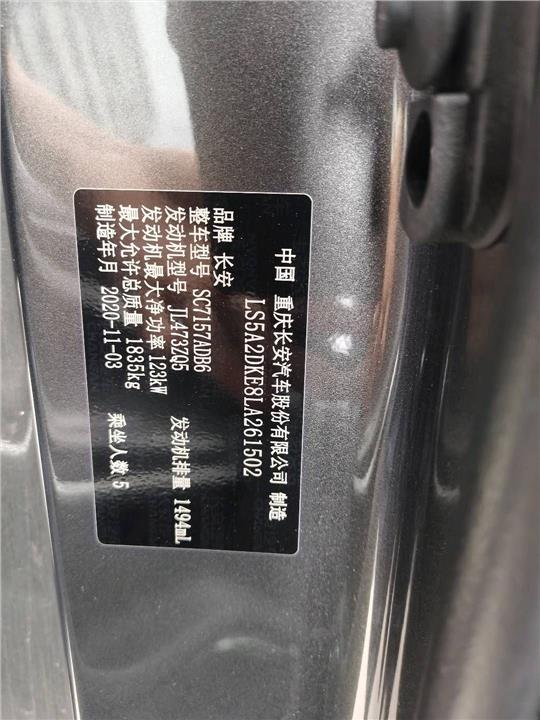 中国 重庆长安汽车股份有限公司 制造
LS5A2DKE8LA261502
品牌 长安
整车型号 SC7157ADB6
发动机型号 JL473ZQ5 发动机排量 1494mL
发动机最大净功率 123kW
最大允许总质量 1835kg
制造年月 2020-11-03 乘坐人数 5